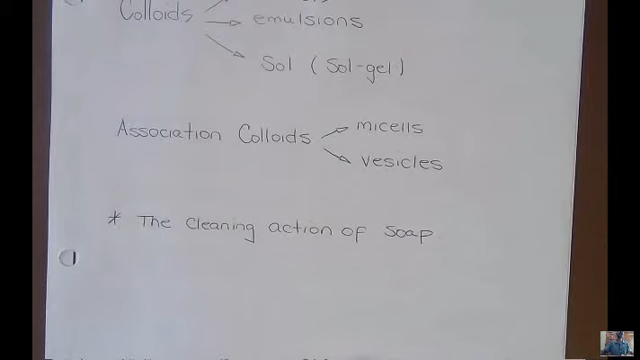 Colloids → emulsions
→ Sol (Sol-gel)
Association Colloids → micells
→ vesicles
* The Cleaning action of Soap